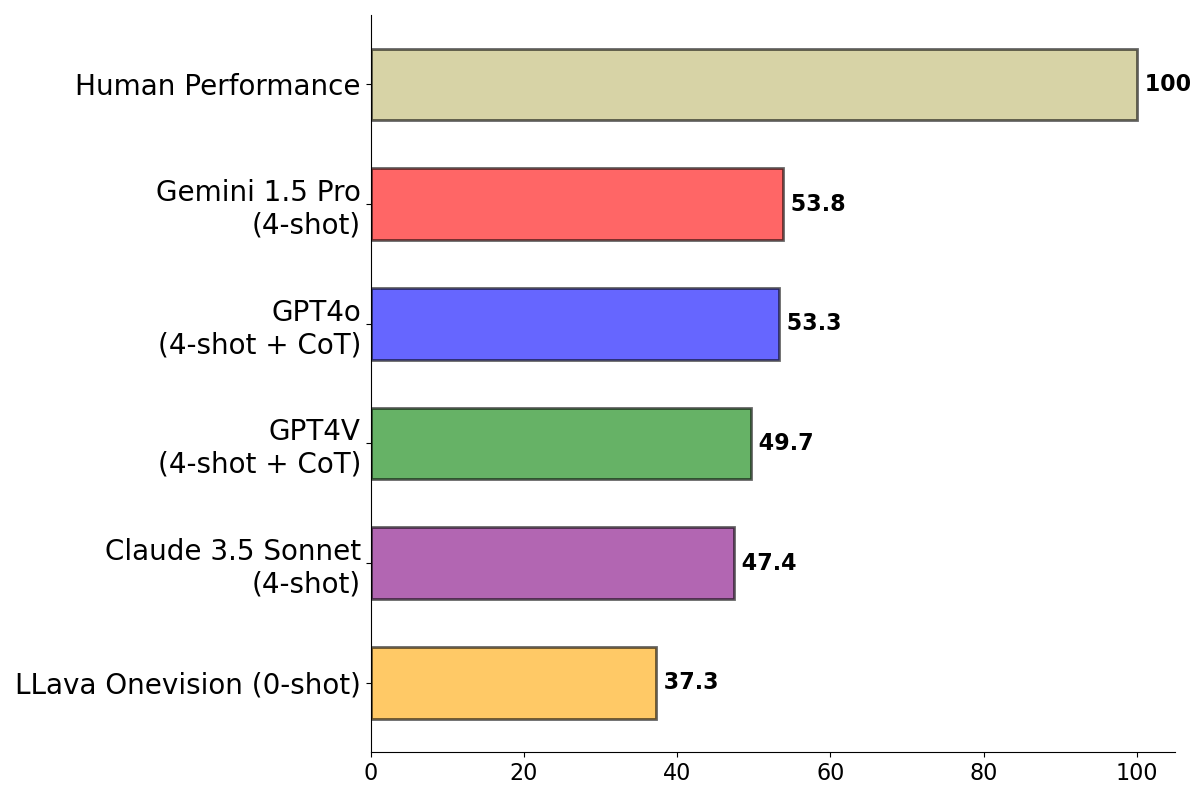 Human Performance
100
Gemini 1.5 Pro
(4-shot)
53.8
GPT4o
(4-shot + CoT)
53.3
GPT4V
(4-shot + CoT)
49.7
Claude 3.5 Sonnet
(4-shot)
47.4
LLava Onevision (0-shot)
37.3
0 20 40 60 80 100